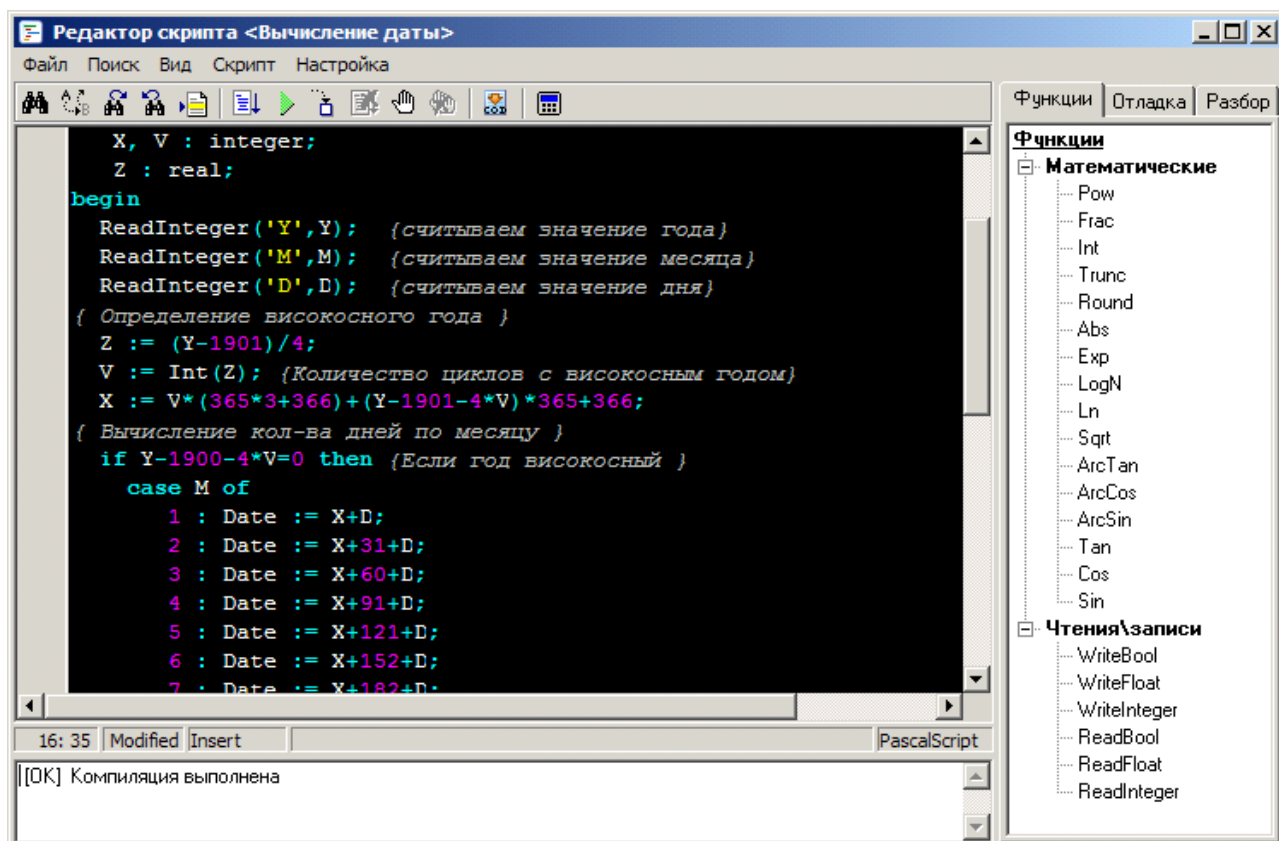 Редактор скрипта <Вычисление даты>
Файл Поиск Вид Скрипт Настройка
X, V : integer;
Z : real;
begin
ReadInteger('Y',Y); {считываем значение года}
ReadInteger('M',M); {считываем значение месяца}
ReadInteger('D',D); {считываем значение дня}
{ Определение високосного года }
Z := (Y-1901)/4;
V := Int(Z); {Количество циклов с високосным годом}
X := V*(365*3+366)+(Y-1901-4*V)*365+366;
{ Вычисление кол-ва дней по месяцу }
if Y-1900-4*V=0 then {Если год високосный }
case M of
1 : Date := X+D;
2 : Date := X+31+D;
3 : Date := X+60+D;
4 : Date := X+91+D;
5 : Date := X+121+D;
6 : Date := X+152+D;
7 : Date := X+182+D;
16: 35 Modified Insert PascalScript
[OK] Компиляция выполнена
Функции Отладка Разбор
Функции
Математические
Pow
Frac
Int
Trunc
Round
Abs
Exp
LogN
Ln
Sqrt
ArcTan
ArcCos
ArcSin
Tan
Cos
Sin
Чтения\записи
WriteBool
WriteFloat
WriteInteger
ReadBool
ReadFloat
ReadInteger